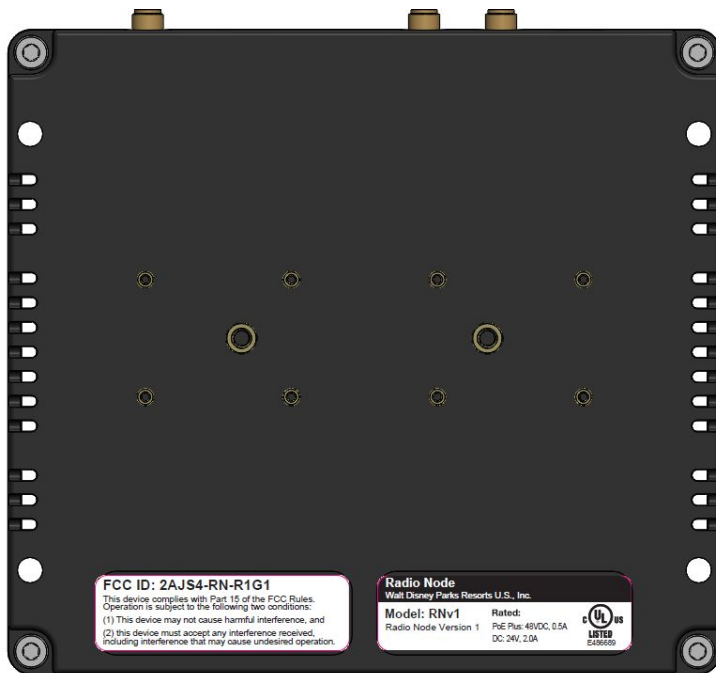 FCC ID: 2AJS4-RN-R1G1
This device complies with Part 15 of the FCC Rules.
Operation is subject to the following two conditions:
(1) This device may not cause harmful interference, and
(2) this device must accept any interference received,
including interference that may cause undesired operation.
Radio Node
Walt Disney Parks Resorts U.S., Inc.
Model: RNv1
Radio Node Version 1
Rated:
PoE Plus: 48VDC, 0.5A
DC: 24V, 2.0A
C UL US
LISTED
E486689